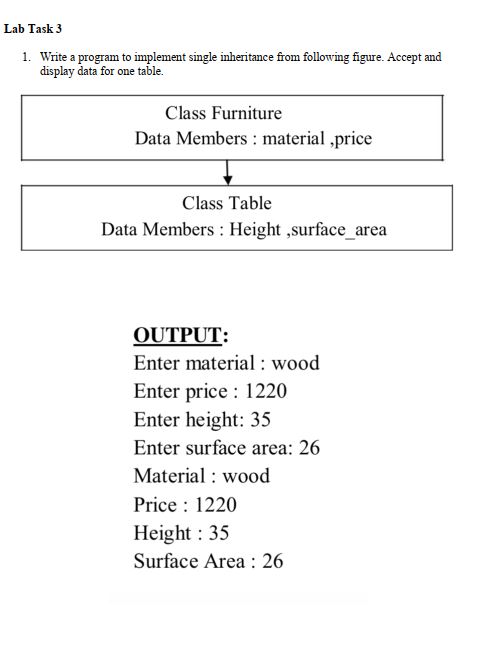 Lab Task 3
1. Write a program to implement single inheritance from following figure. Accept and
display data for one table.
Class Furniture
Data Members : material ,price
Class Table
Data Members : Height ,surface_area
OUTPUT:
Enter material : wood
Enter price : 1220
Enter height: 35
Enter surface area: 26
Material : wood
Price : 1220
Height : 35
Surface Area : 26